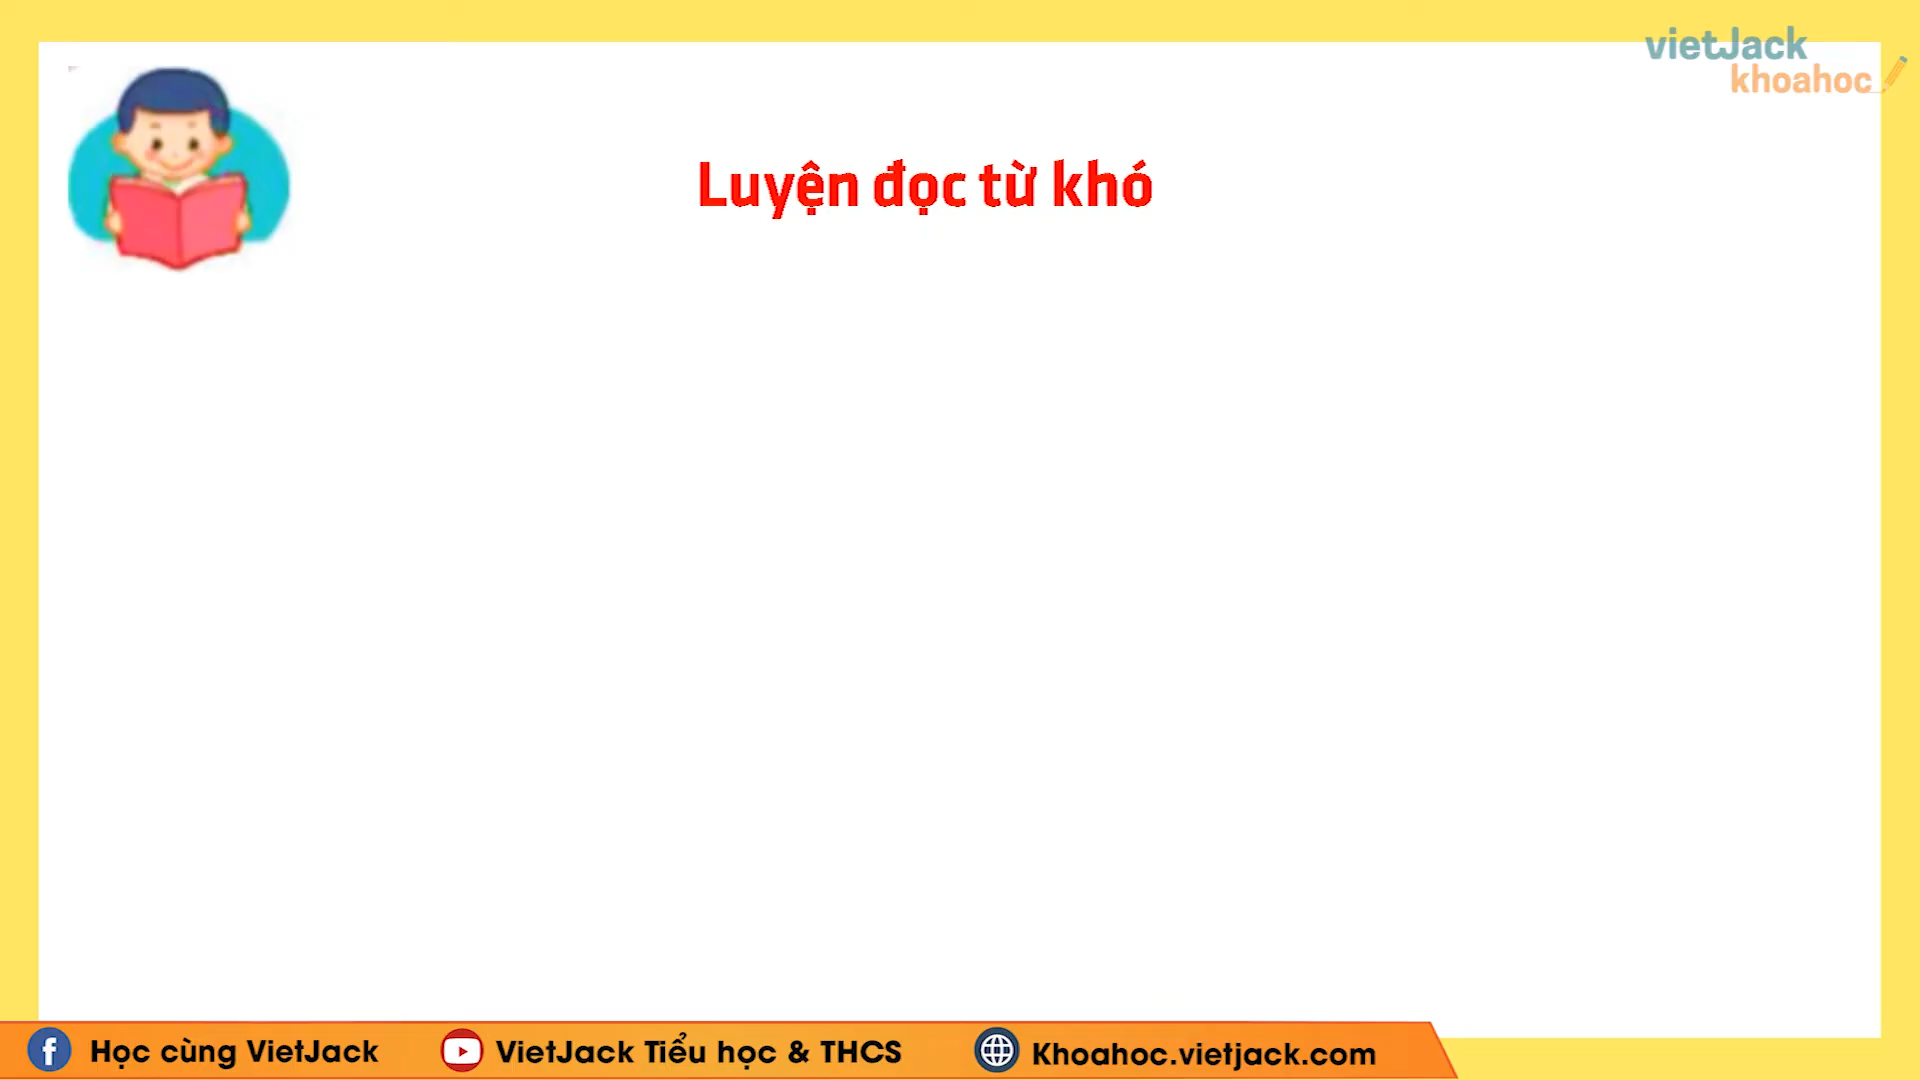 vietJack
khoahoc
Luyện đọc từ khó
Học cùng VietJack
VietJack Tiểu học & THCS
Khoahoc.vietjack.com